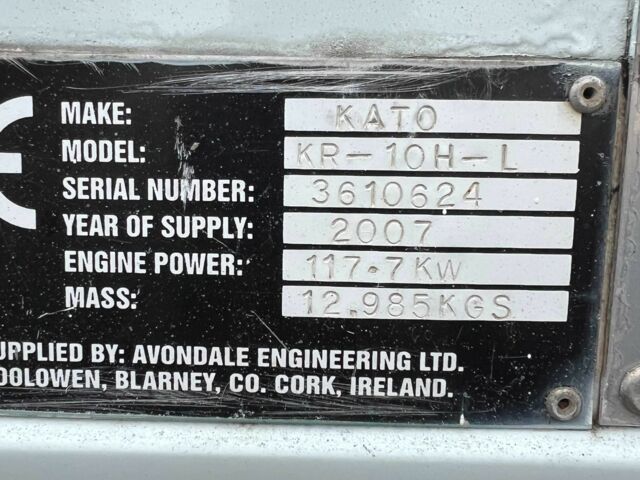 CE
MAKE: KATO
MODEL: KR-10H-L
SERIAL NUMBER: 3610624
YEAR OF SUPPLY: 2007
ENGINE POWER: 117.7KW
MASS: 12.985KGS
UPPLIED BY: AVONDALE ENGINEERING LTD.
OOLOWEN, BLARNEY, CO. CORK, IRELAND.